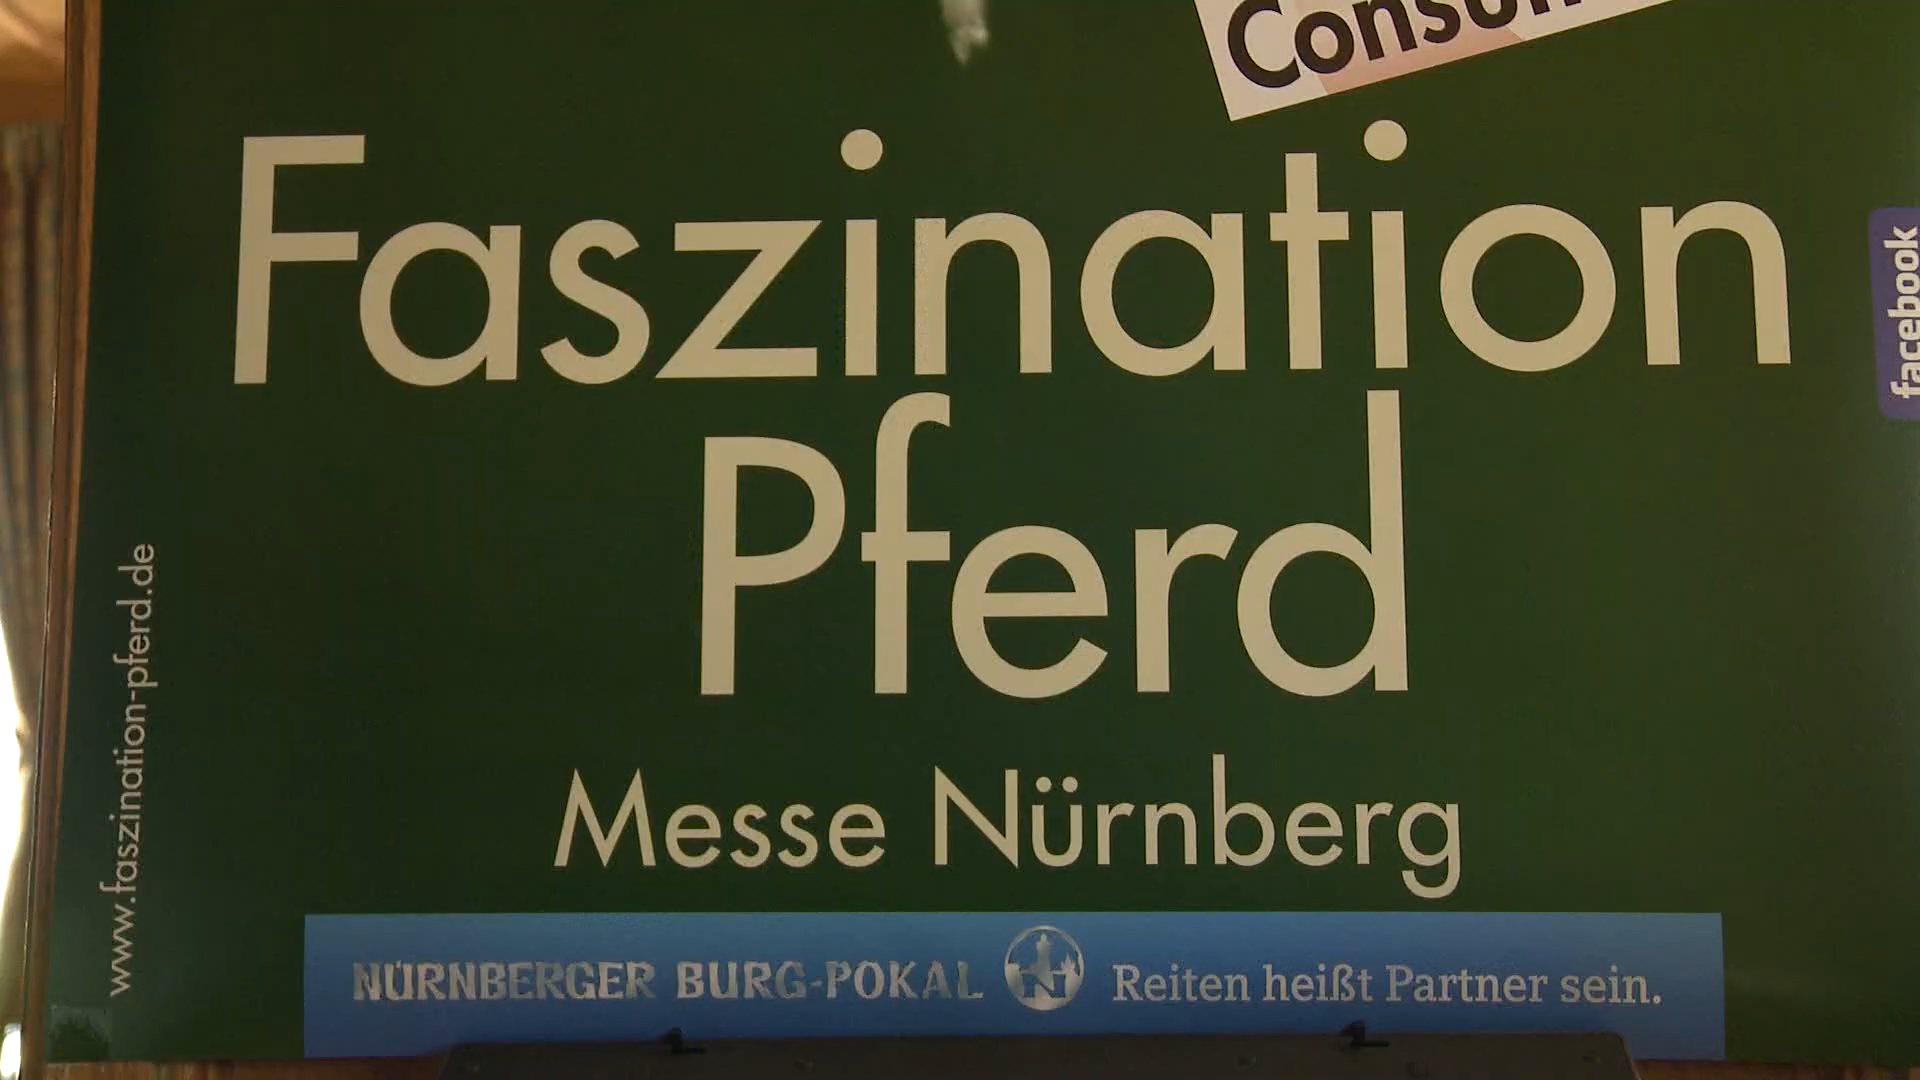 Faszination
Pferd
Messe Nürnberg
NÜRNBERGER BURG-POKAL Reiten heißt Partner sein.
www.faszination-pferd.de
facebook